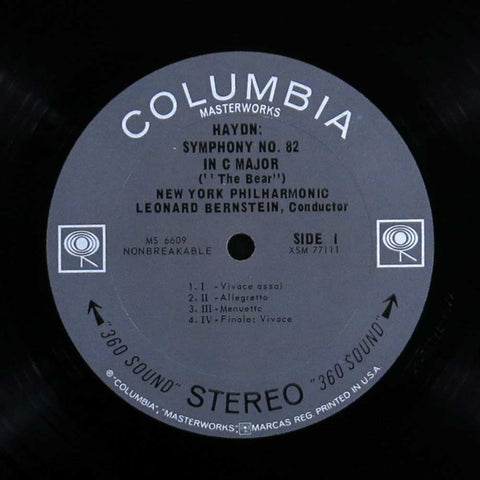 COLUMBIA
MASTERWORKS
HAYDN:
SYMPHONY NO. 82
IN C MAJOR
(''The Bear'')
NEW YORK PHILHARMONIC
LEONARD BERNSTEIN, Conductor
MS 6609
NONBREAKABLE
SIDE 1
XSM 77111
1. I - Vivace assai
2. II - Allegretto
3. III - Menuetto
4. IV - Finale: Vivace
"360 SOUND" STEREO "360 SOUND"
℗ "COLUMBIA", "MASTERWORKS", MARCAS REG. PRINTED IN U.S.A.